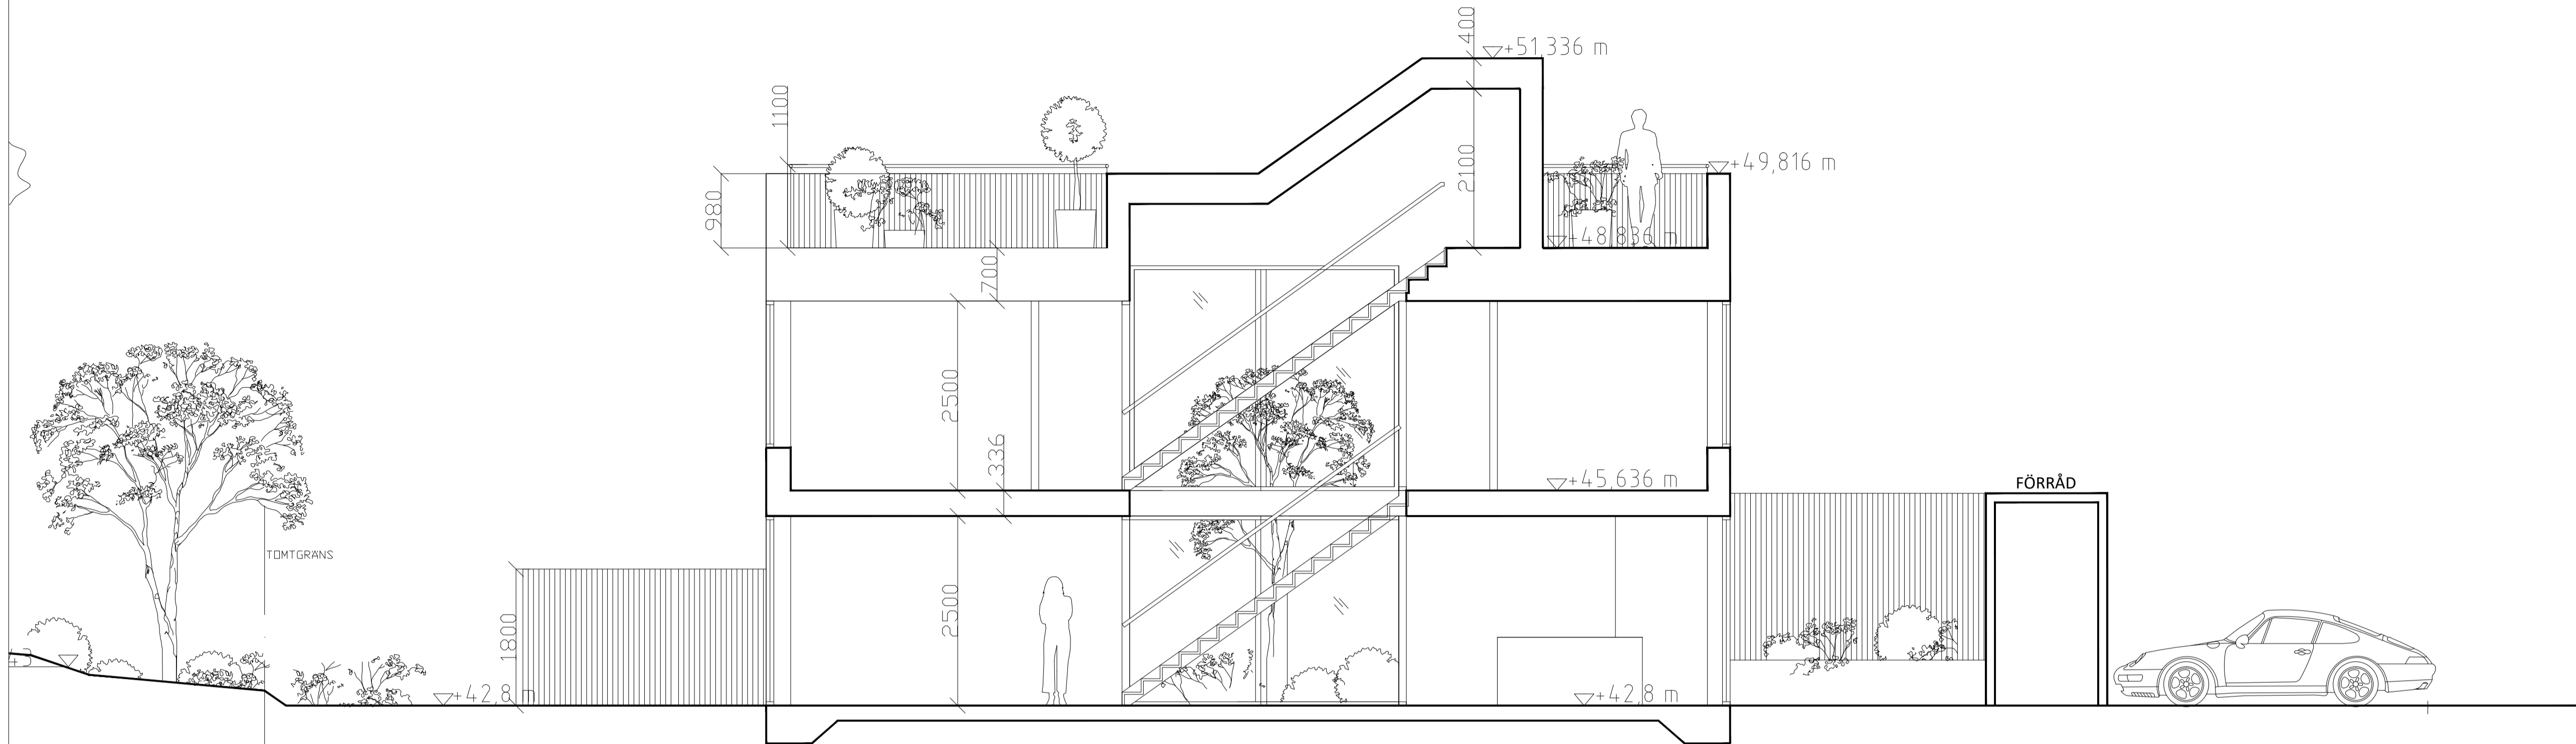 400
+51,336 m
1100
2100
+49,816 m
980
+48,836 m
700
2500
336
+45,636 m
FÖRRÅD
TOMTGRÄNS
2500
1800
+42,8 m
+42,8 m